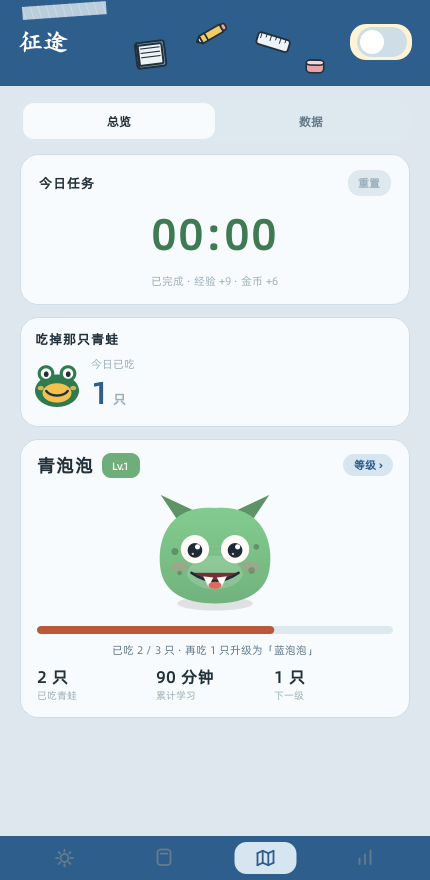 征途
总览
数据
今日任务
重置
00:00
已完成 · 经验 +9 · 金币 +6
吃掉那只青蛙
今日已吃
1 只
青泡泡
Lv.1
等级 ›
已吃 2 / 3 只 · 再吃 1 只升级为「蓝泡泡」
2 只
90 分钟
1 只
已吃青蛙
累计学习
下一级